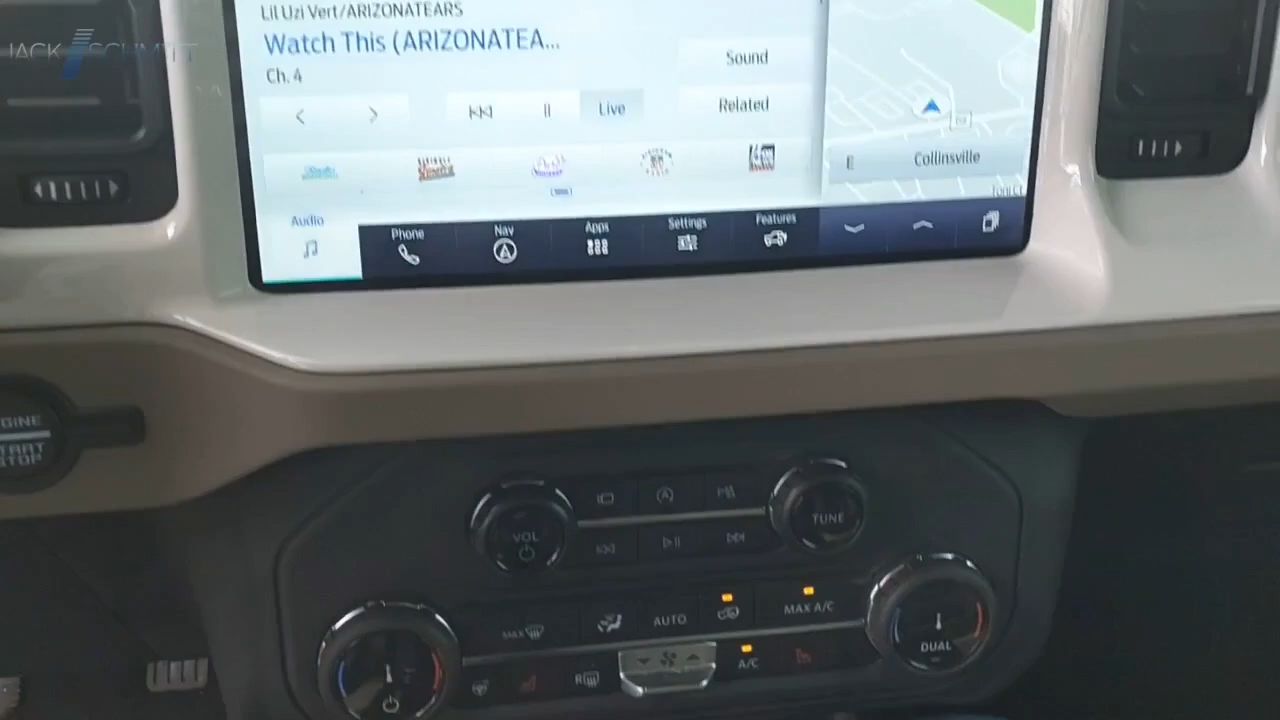 JACK SCHMITT
Lil Uzi Vert/ARIZONATEARS
Watch This (ARIZONATEA...
Ch. 4
Sound
Related
Live
Collinsville
Audio
Phone
Nav
Apps
Settings
Features
START
STOP
VOL
TUNE
MAX
AUTO
MAX A/C
R
A/C
DUAL